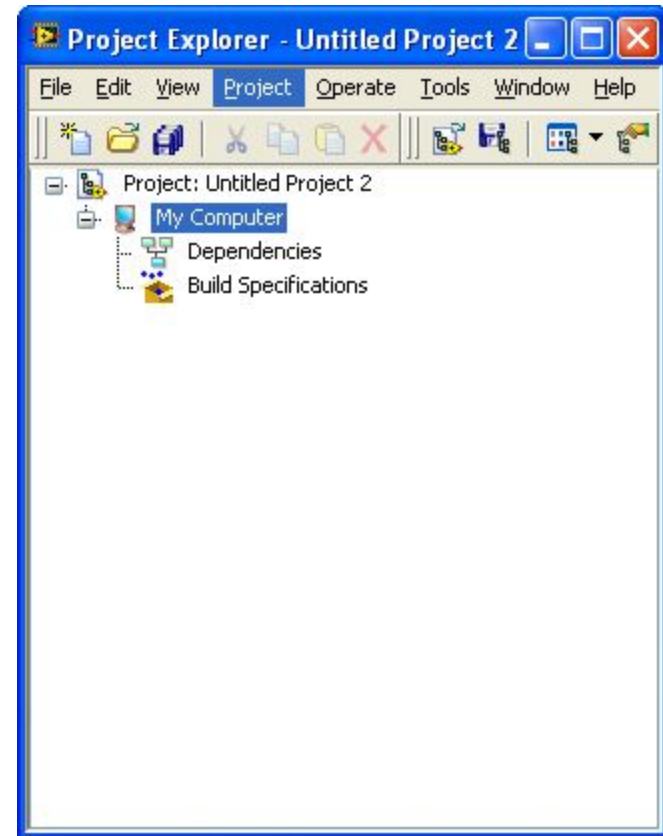 Project Explorer - Untitled Project 2
File Edit View Project Operate Tools Window Help
Project: Untitled Project 2
My Computer
Dependencies
Build Specifications